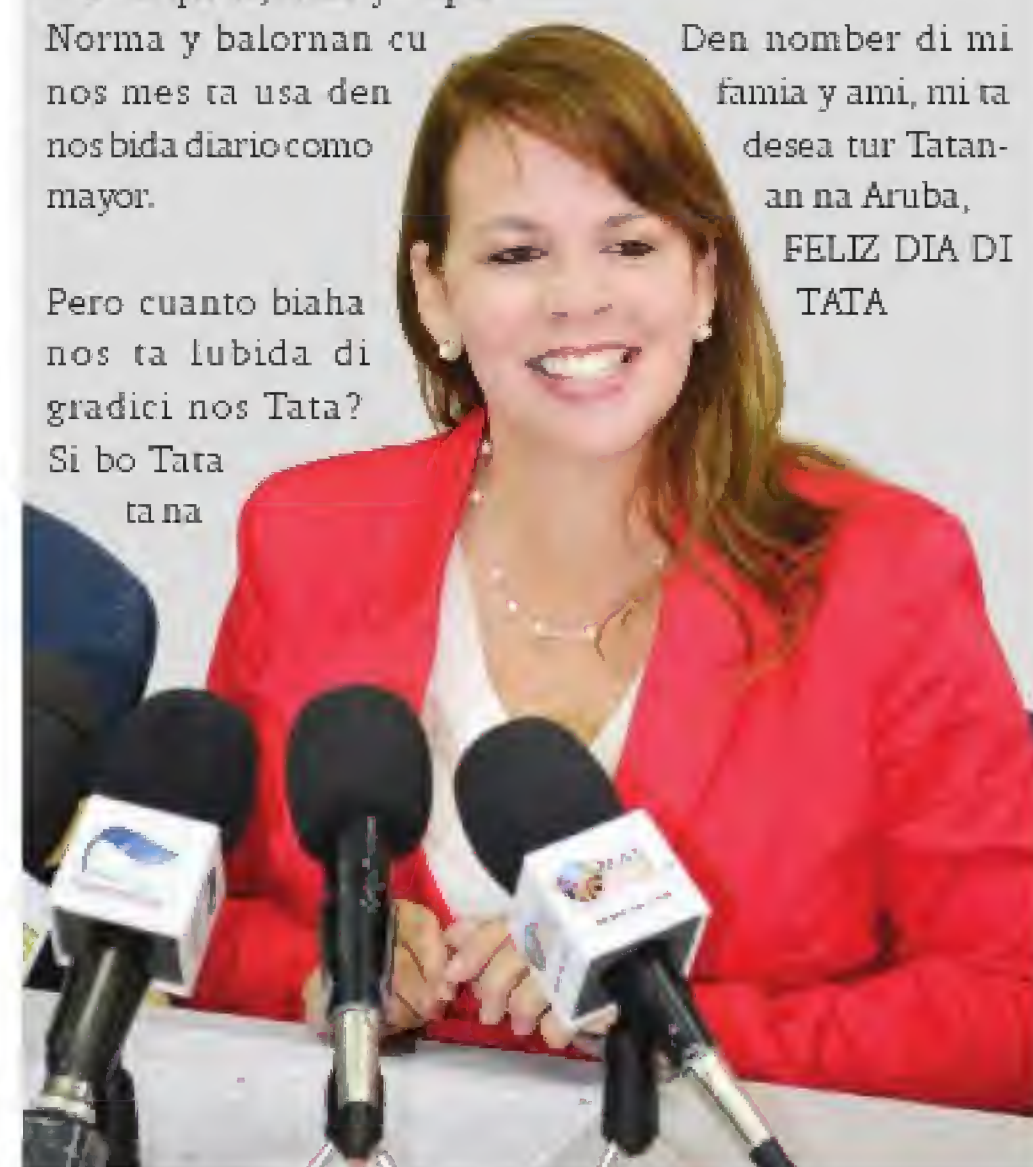 Norma y balornan cu
nos mes ta usa den
nos bida diario como
mayor.
Pero cuanto biaha
nos ta lubida di
gradici nos Tata?
Si bo Tata
ta na
Den nomber di mi
famia y ami, mi ta
desea tur Tatan-
an na Aruba,
FELIZ DIA DI
TATA